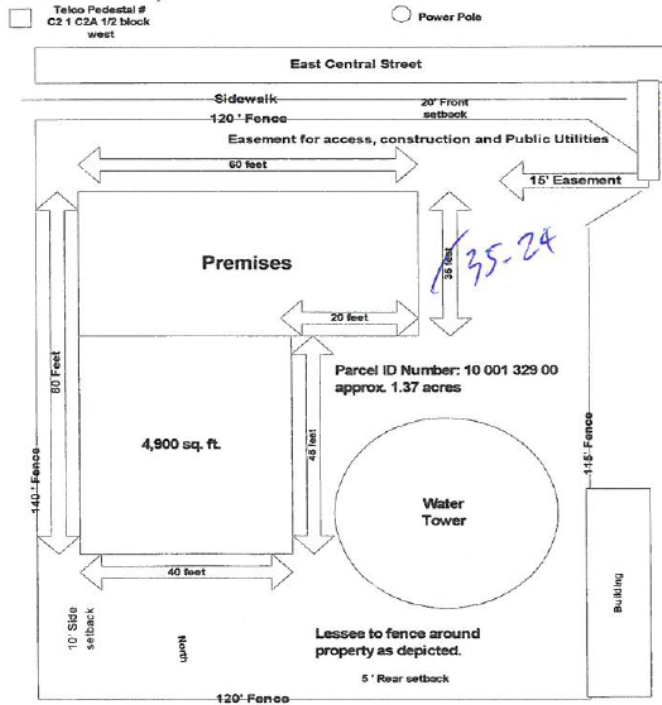 Telco Pedestal #
C2 1 C2A 1/2 block
west
Power Pole
East Central Street
Sidewalk
20' Front
setback
120' Fence
Easement for access, construction and Public Utilities
60 feet
15' Easement
Premises
35 feet
35-24
20 feet
80 Feet
Parcel ID Number: 10 001 329 00
approx. 1.37 acres
4,900 sq. ft.
45 feet
140' Fence
115' Fence
Water
Tower
40 feet
Building
10' Side
setback
North
Lessee to fence around
property as depicted.
5' Rear setback
120' Fence